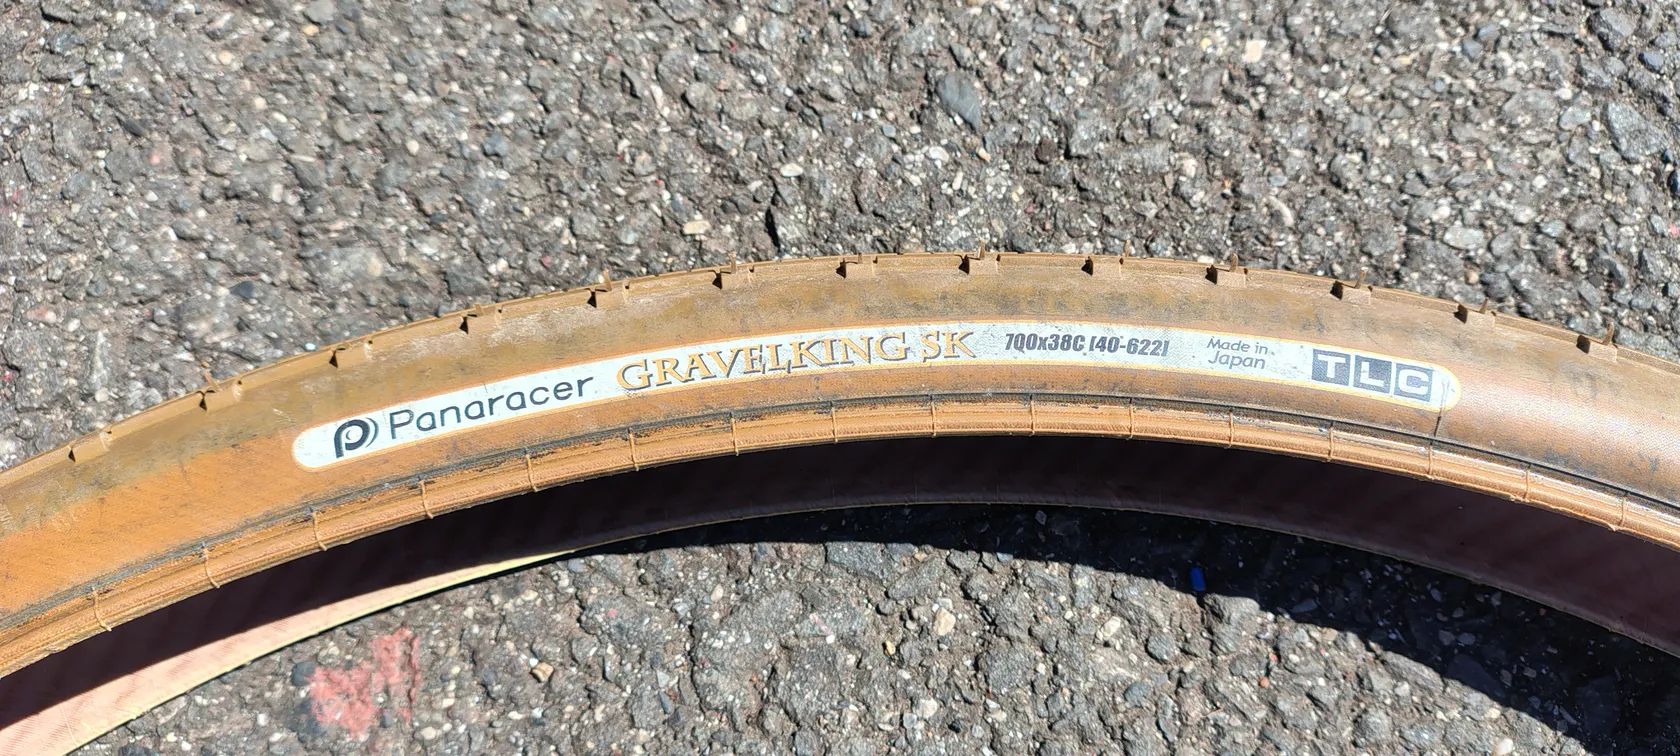 Panaracer GRAVELKING SK 700x38C [40-622] Made in
Japan TLC